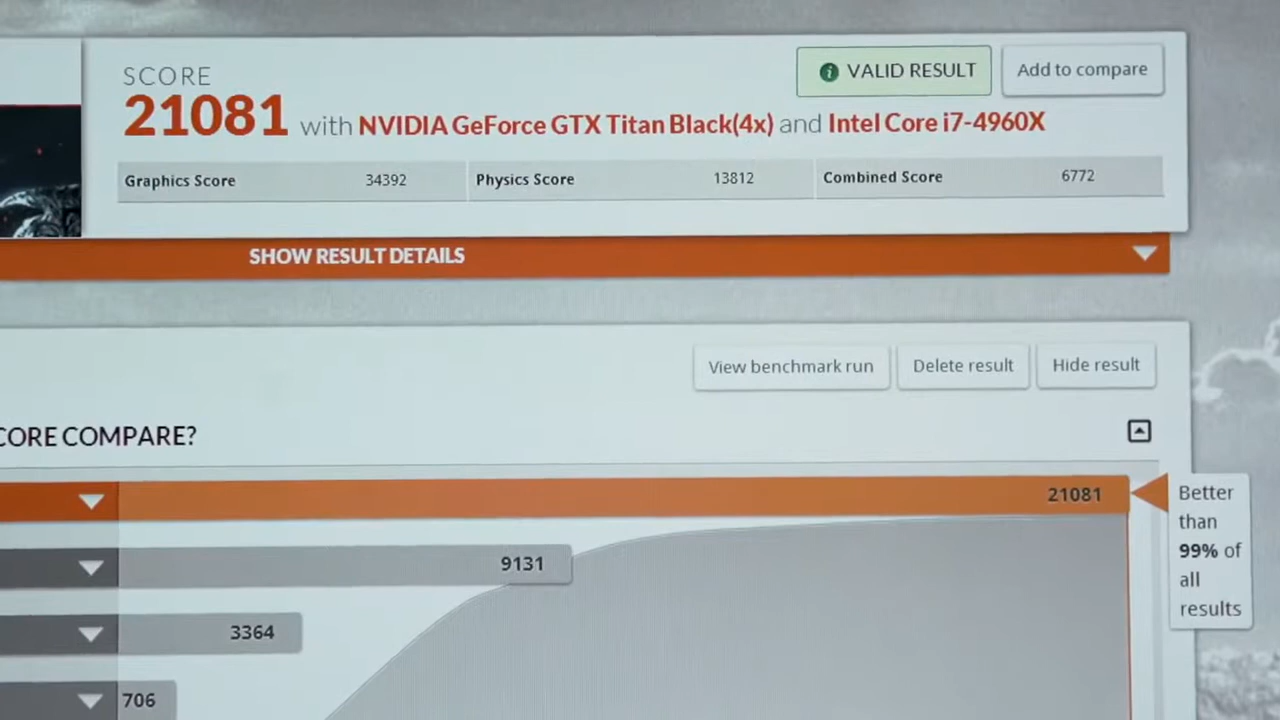 SCORE
VALID RESULT
Add to compare
21081 with NVIDIA GeForce GTX Titan Black(4x) and Intel Core i7-4960X
Graphics Score 34392 Physics Score 13812 Combined Score 6772
SHOW RESULT DETAILS
View benchmark run Delete result Hide result
CORE COMPARE?
21081
Better
than
99% of
all
results
9131
3364
706